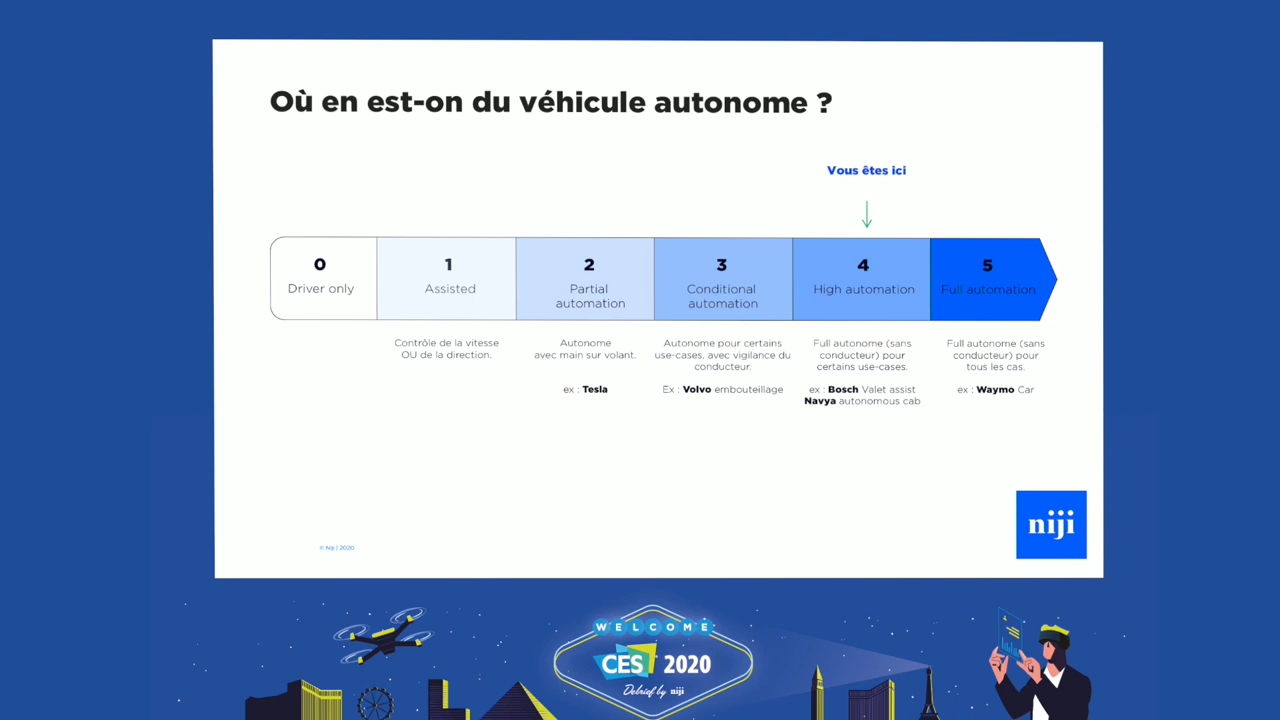 Où en est-on du véhicule autonome ?
Vous êtes ici
0
Driver only
1
Assisted
2
Partial
automation
3
Conditional
automation
4
High automation
5
Full automation
Contrôle de la vitesse
OU de la direction.
Autonome
avec main sur volant.
ex : Tesla
Autonome pour certains
use-cases, avec vigilance du
conducteur.
Ex : Volvo embouteillage
Full autonome (sans
conducteur) pour
certains use-cases.
ex : Bosch Valet assist
Navya autonomous cab
Full autonome (sans
conducteur) pour
tous les cas.
ex : Waymo Car
niji
© Niji | 2020
WELCOME
CES 2020
Debrief by niji